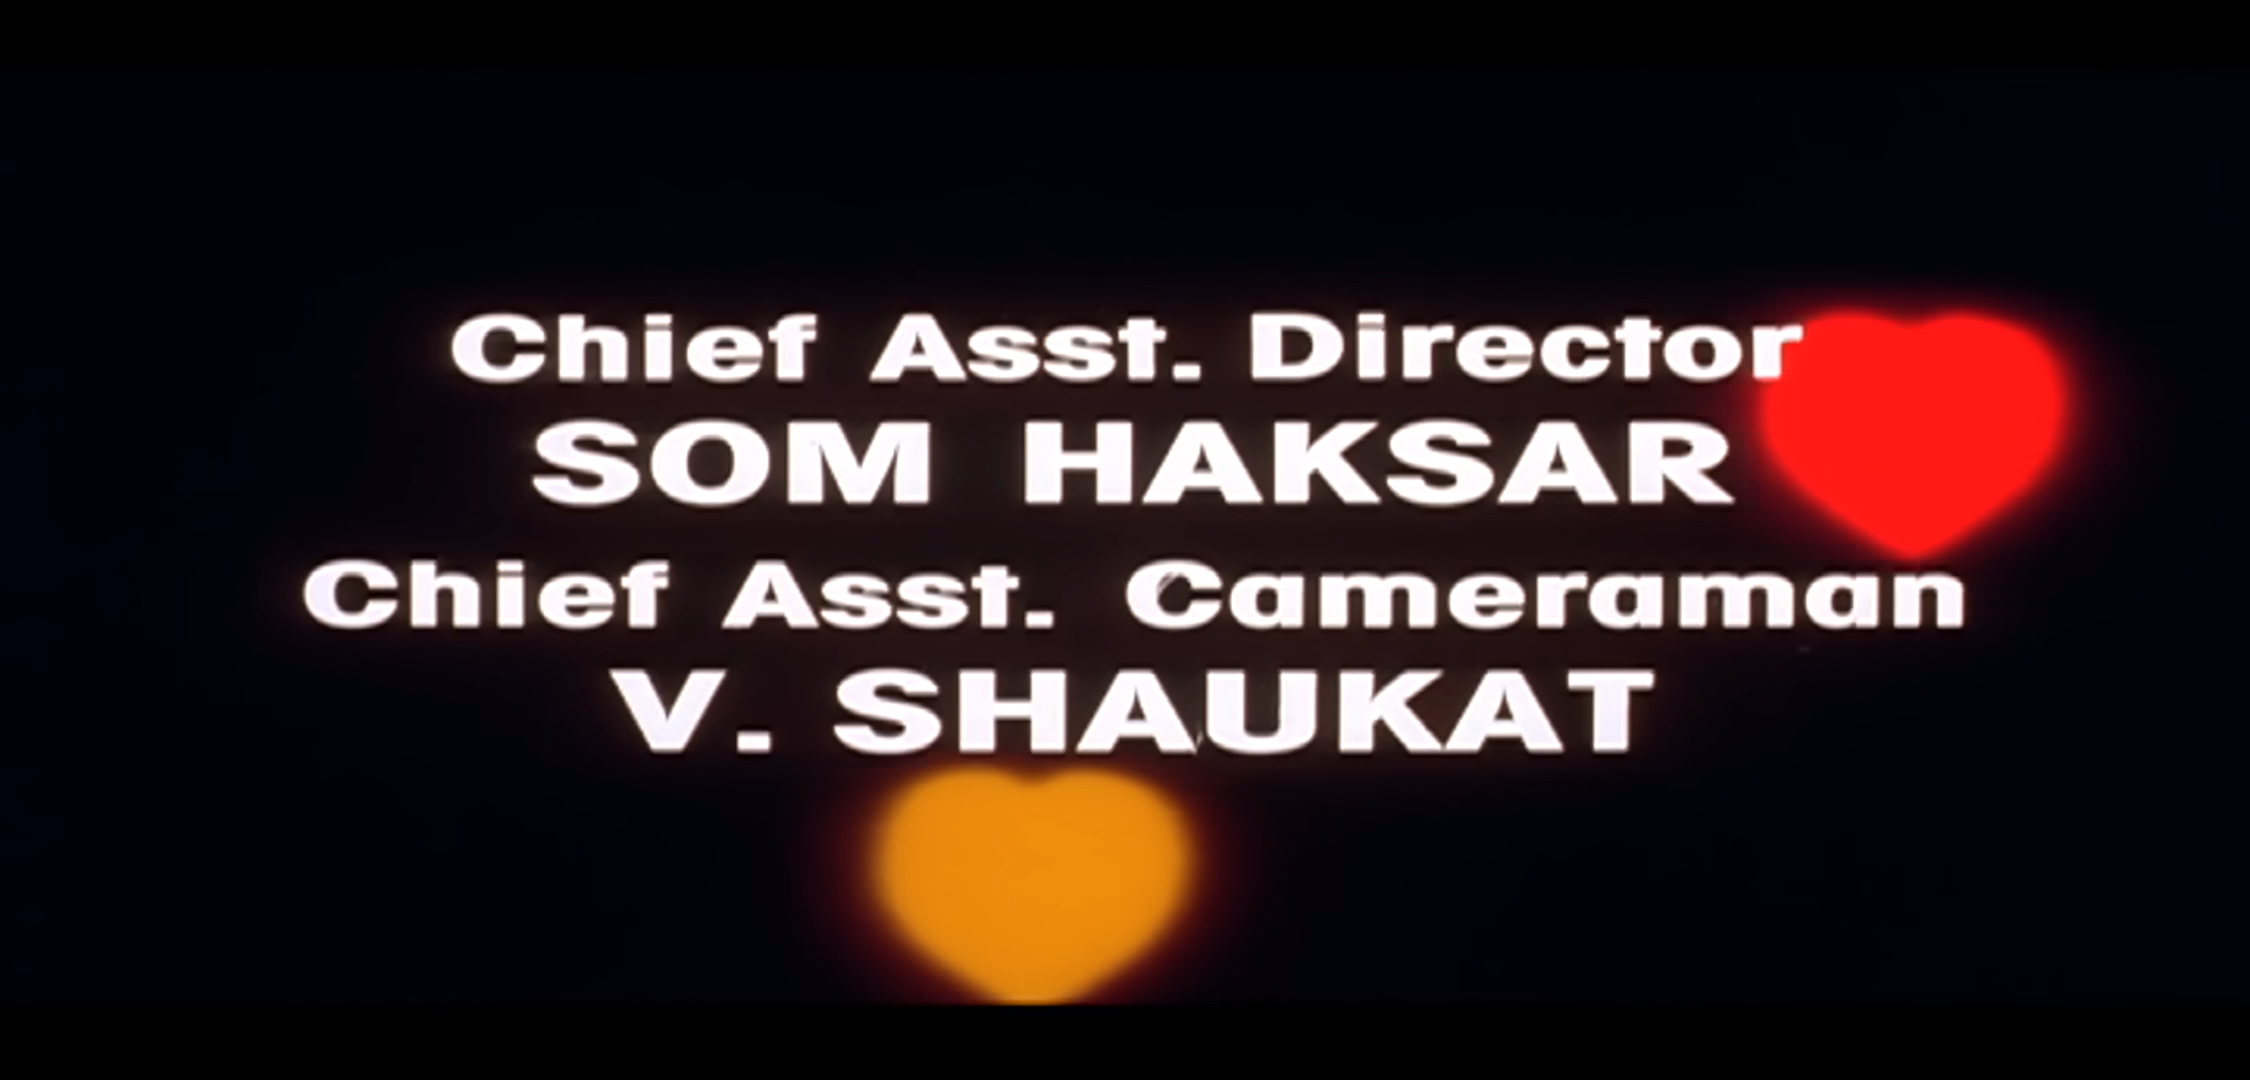 Chief Asst. Director
SOM HAKSAR
Chief Asst. Cameraman
V. SHAUKAT